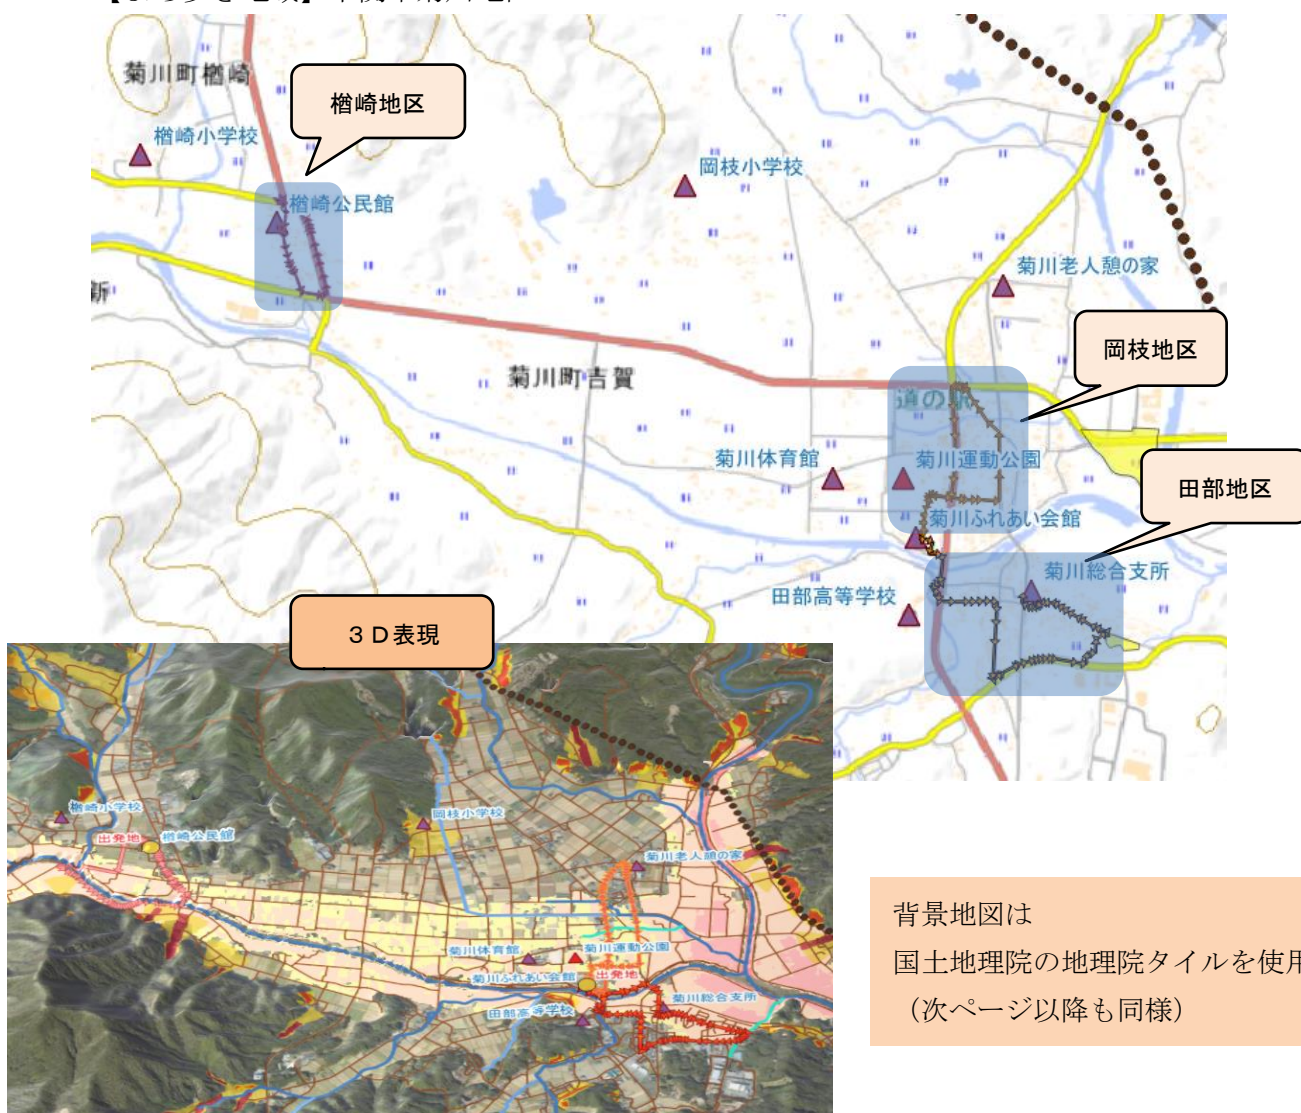 菊川町楢崎
楢崎地区
楢崎小学校
岡枝小学校
楢崎公民館
菊川老人憩の家
新
岡枝地区
菊川町吉賀
道の駅
菊川体育館
菊川運動公園
田部地区
菊川ふれあい会館
菊川総合支所
田部高等学校
3D表現
楢崎小学校
岡枝小学校
出発地
楢崎公民館
菊川老人憩の家
菊川体育館
菊川運動公園
菊川ふれあい会館
出発地
菊川総合支所
田部高等学校
背景地図は
国土地理院の地理院タイルを使用
(次ページ以降も同様)